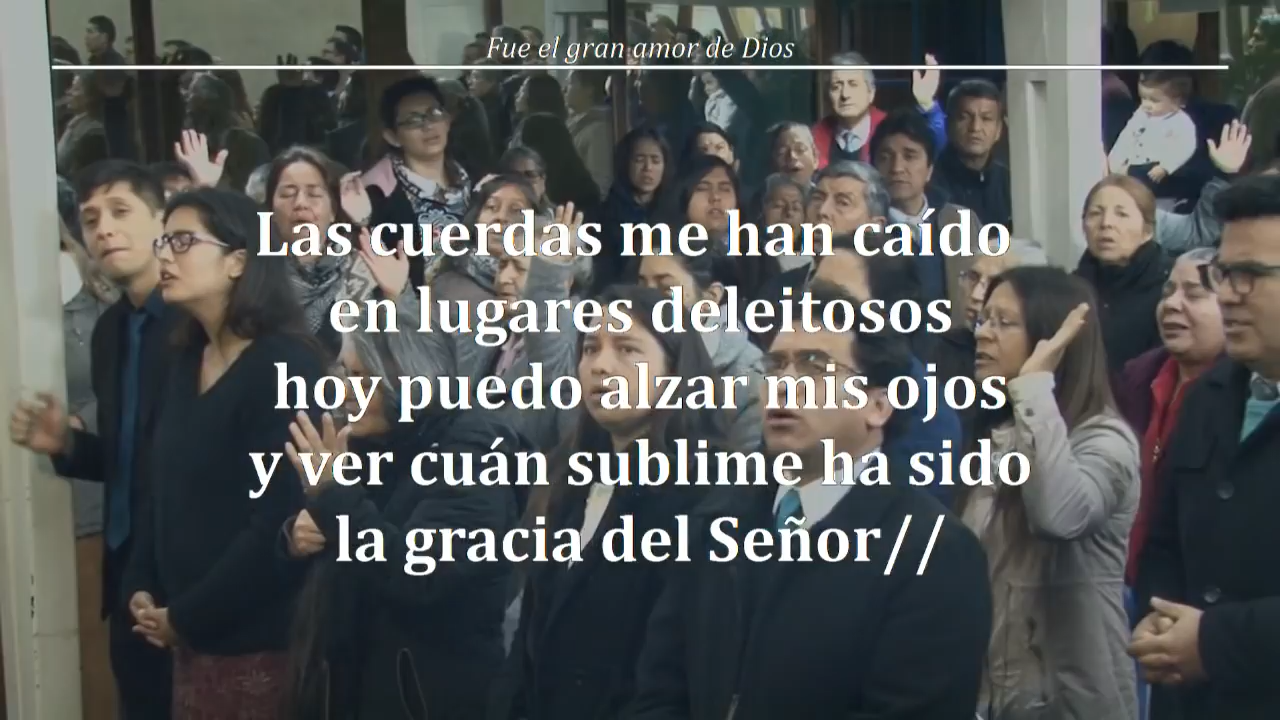 Fue el gran amor de Dios
Las cuerdas me han caído
en lugares deleitosos
hoy puedo alzar mis ojos
y ver cuán sublime ha sido
la gracia del Señor//